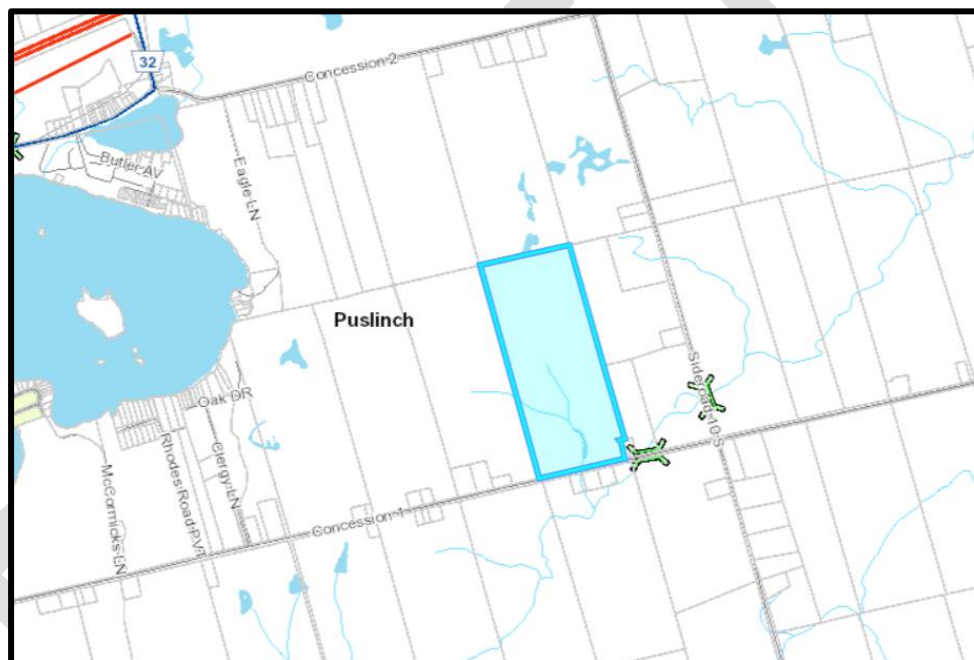 32
Concession 2
Butler AV
Eagle LN
Puslinch
Sideroad 10 S
Oak DR
Clergy LN
Rhodes Road PVT
McCormicks LN
Concession 1